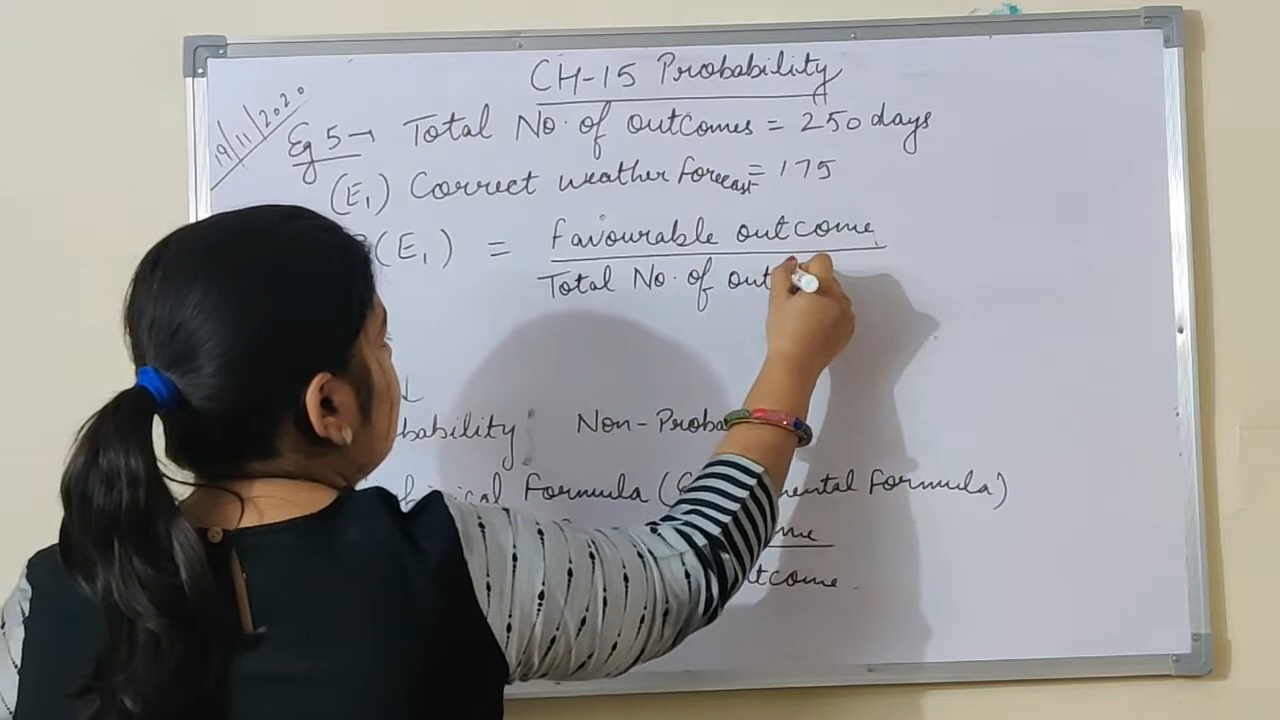 CH-15 Probability
19/11/2020
Eg 5→ Total No. of outcomes = 250 days
(E₁) Correct weather forecast = 175
(E₁) = favourable outcome
Total No. of out
↓
bability Non-Proba
ical Formula ( mental Formula)
me
tcome.